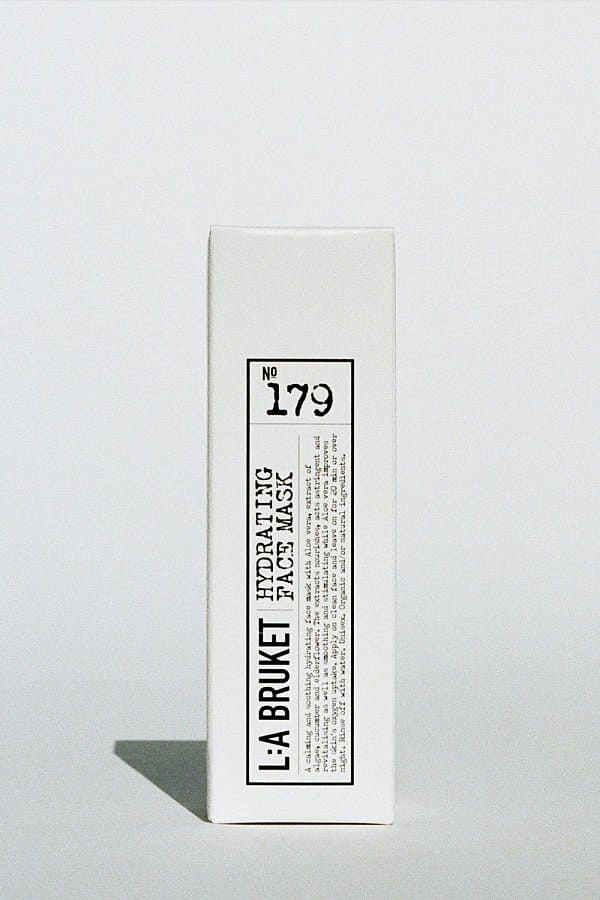 No
179
L:A BRUKET
HYDRATING
FACE MASK
A calming and soothing hydrating face mask with Aloe vera, extract of
algae, cucumber and elderflower. The extracts nourishes, acts astringent and
revitalising as well as smoothing and stimulating while Aloe vera improves
the skin's oxygen uptake. Apply on clean face and leave on for 20 min or over
night. Rinse off with water. Unisex. Organic and/or natural ingredients.